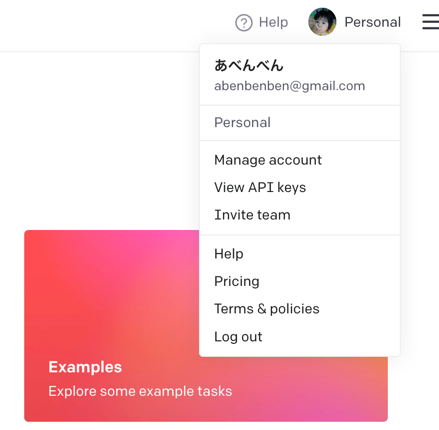 Help
Personal
あべんべん
abenbenben@gmail.com
Personal
Manage account
View API keys
Invite team
Help
Pricing
Terms & policies
Log out
Examples
Explore some example tasks